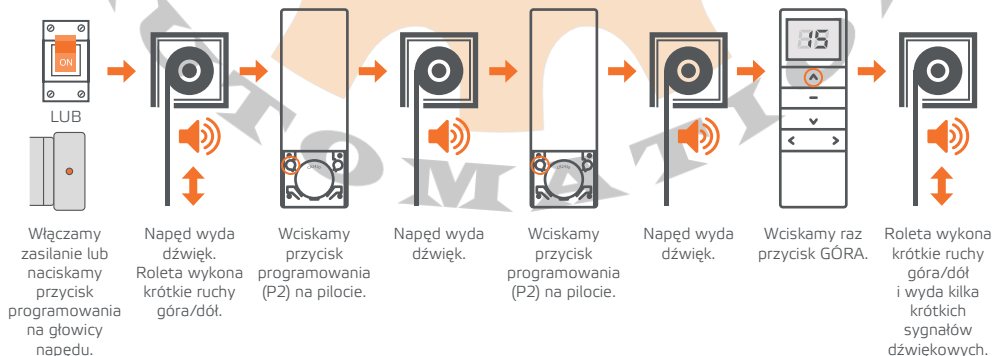 ON
LUB
15
Włączamy
zasilanie lub
naciskamy
przycisk
programowania
na głowicy
napędu.
Napęd wyda
dźwięk.
Roleta wykona
krótkie ruchy
góra/dół.
Wciskamy
przycisk
programowania
(P2) na pilocie.
Napęd wyda
dźwięk.
Wciskamy
przycisk
programowania
(P2) na pilocie.
Napęd wyda
dźwięk.
Wciskamy raz
przycisk GÓRA.
Roleta wykona
krótkie ruchy
góra/dół
i wyda kilka
krótkich
sygnałów
dźwiękowych.